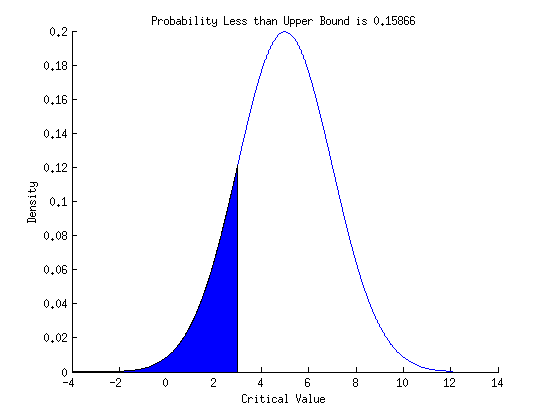 Probability Less than Upper Bound is 0.15866
0.2
0.18
0.16
0.14
0.12
0.1
0.08
0.06
0.04
0.02
0
Density
-4 -2 0 2 4 6 8 10 12 14
Critical Value